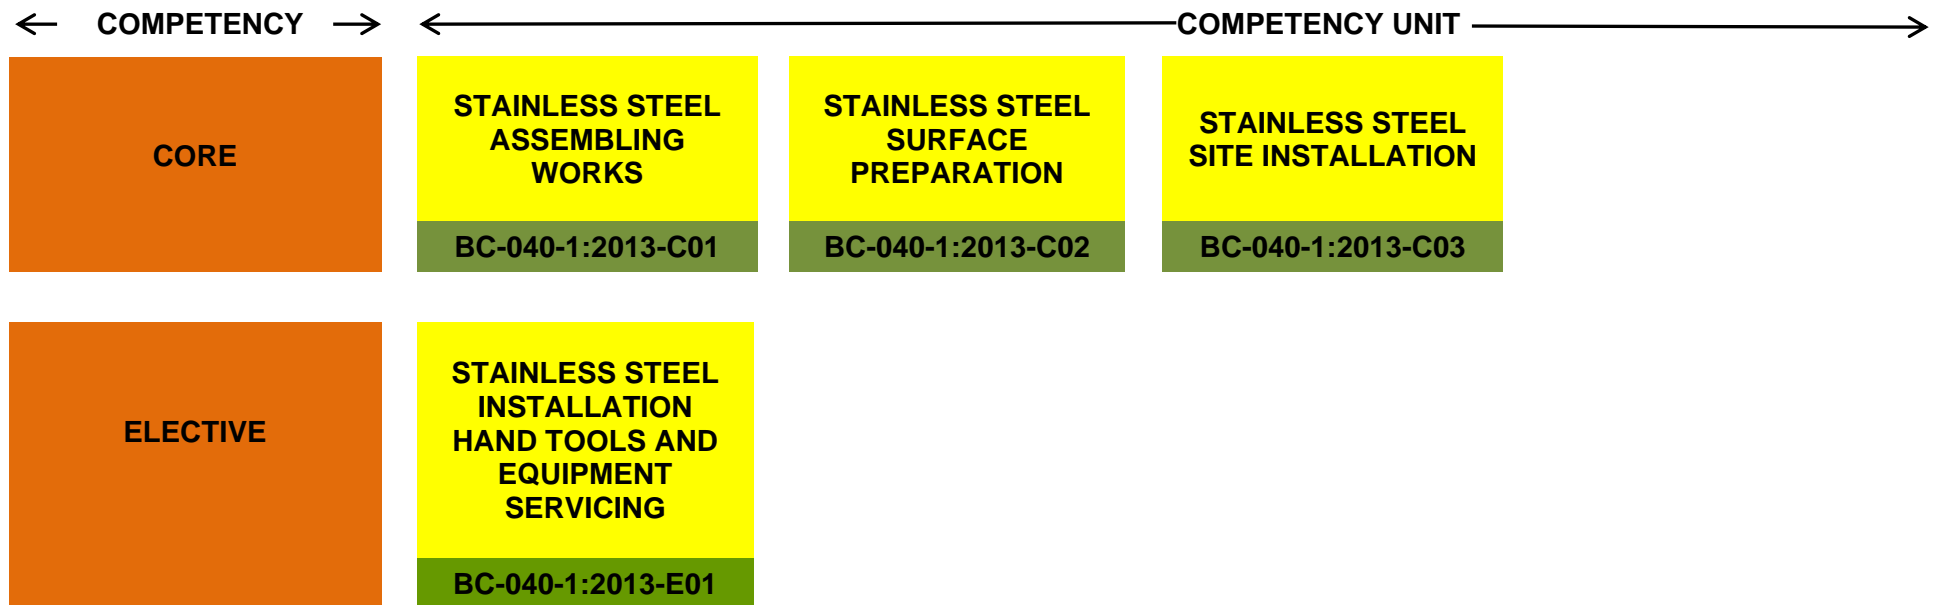 COMPETENCY
COMPETENCY UNIT
CORE
STAINLESS STEEL
ASSEMBLING
WORKS
BC-040-1:2013-C01
STAINLESS STEEL
SURFACE
PREPARATION
BC-040-1:2013-C02
STAINLESS STEEL
SITE INSTALLATION
BC-040-1:2013-C03
ELECTIVE
STAINLESS STEEL
INSTALLATION
HAND TOOLS AND
EQUIPMENT
SERVICING
BC-040-1:2013-E01